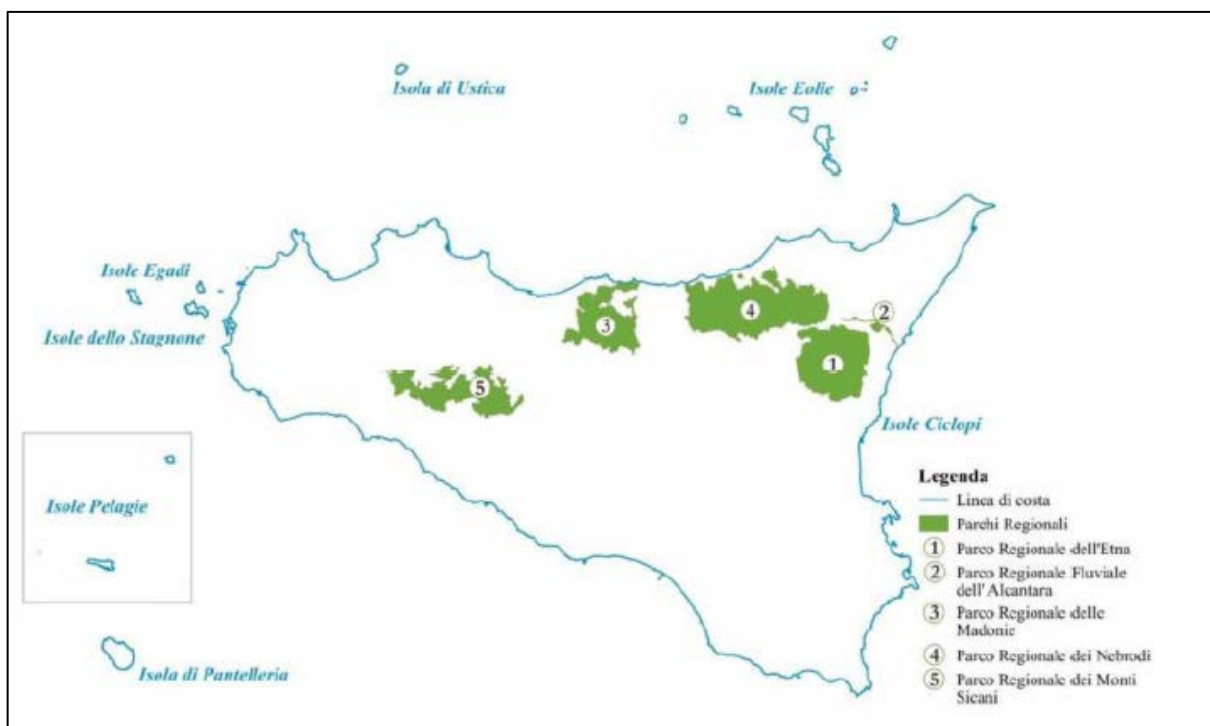 Isola di Ustica
Isole Eolie
Isole Egadi
Isole dello Stagnone
3
4
2
1
5
Isole Ciclopi
Isole Pelagie
Isola di Pantelleria
Legenda
Linea di costa
Parchi Regionali
1 Parco Regionale dell'Etna
2 Parco Regionale Fluviale
dell'Alcantara
3 Parco Regionale delle
Madonie
4 Parco Regionale dei Nebrodi
5 Parco Regionale dei Monti
Sicani